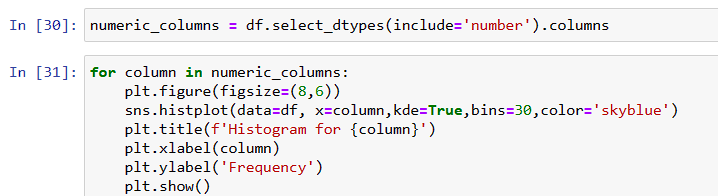 In [30]: numeric_columns = df.select_dtypes(include='number').columns
In [31]: for column in numeric_columns:
    plt.figure(figsize=(8,6))
    sns.histplot(data=df, x=column,kde=True,bins=30,color='skyblue')
    plt.title(f'Histogram for {column}')
    plt.xlabel(column)
    plt.ylabel('Frequency')
    plt.show()